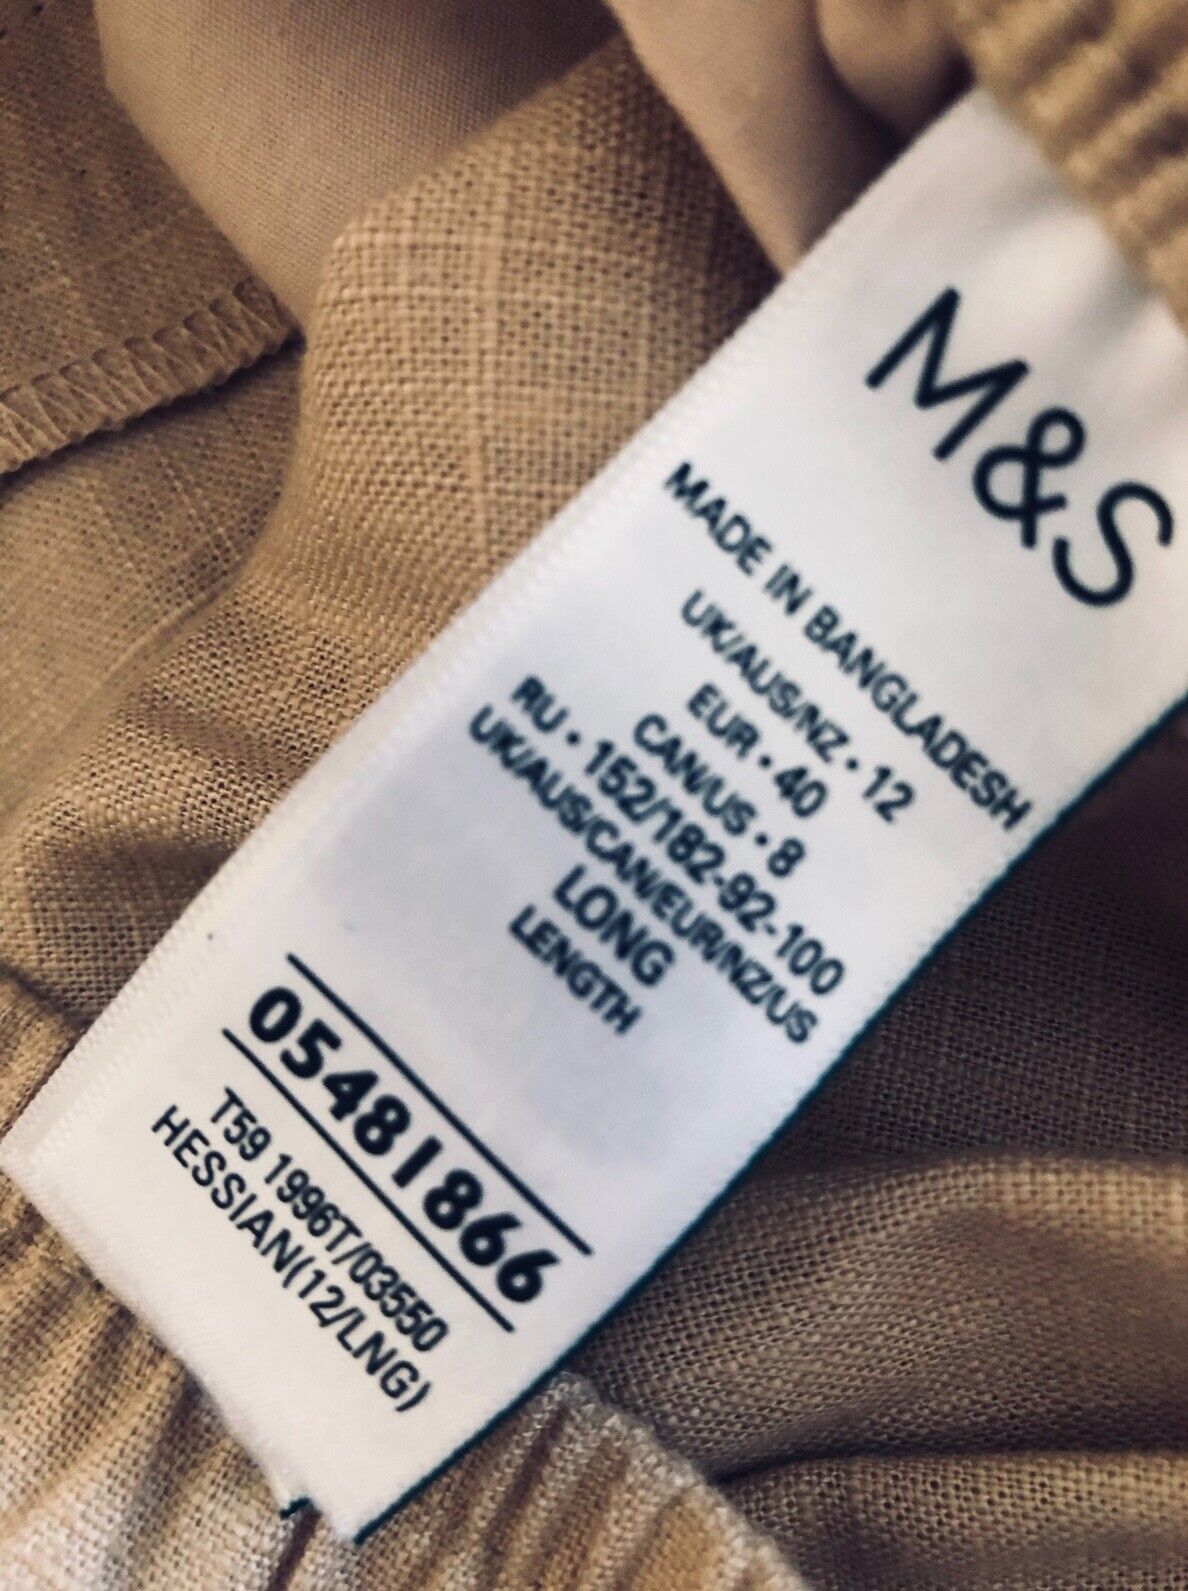 M&S
MADE IN BANGLADESH
UK/AUS/NZ • 12
EUR • 40
CAN/US • 8
RU • 152/182-92-100
UK/AUS/CAN/EUR/NZ/US
LONG
LENGTH
05481866
T59 1996T/03550
HESSIAN(12/LNG)